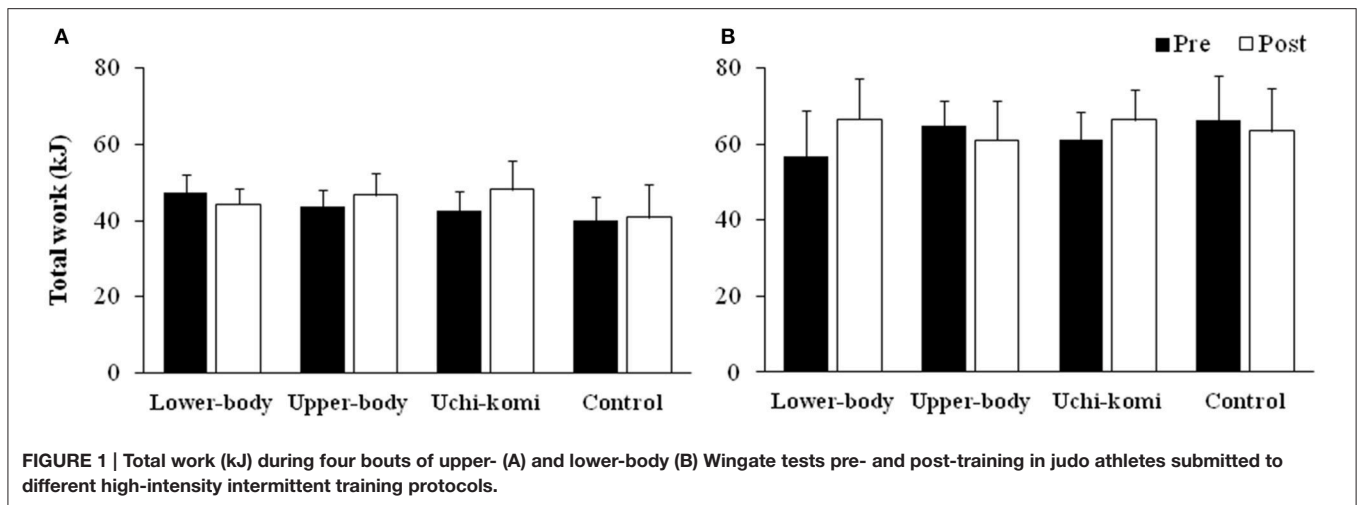 A
B
Pre Post
Total work (kJ)
80
60
40
20
0
Lower-body Upper-body Uchi-komi Control
80
60
40
20
0
Lower-body Upper-body Uchi-komi Control
FIGURE 1 | Total work (kJ) during four bouts of upper- (A) and lower-body (B) Wingate tests pre- and post-training in judo athletes submitted to
different high-intensity intermittent training protocols.